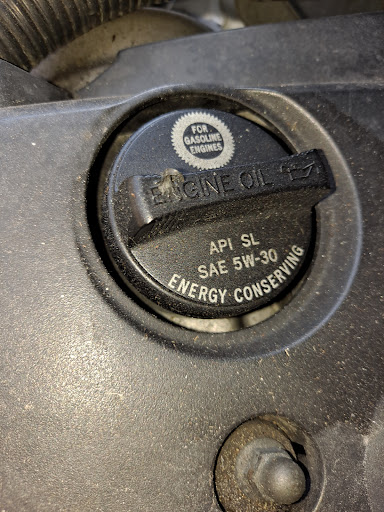 FOR
GASOLINE
ENGINES
ENGINE OIL
API SL
SAE 5W-30
ENERGY CONSERVING